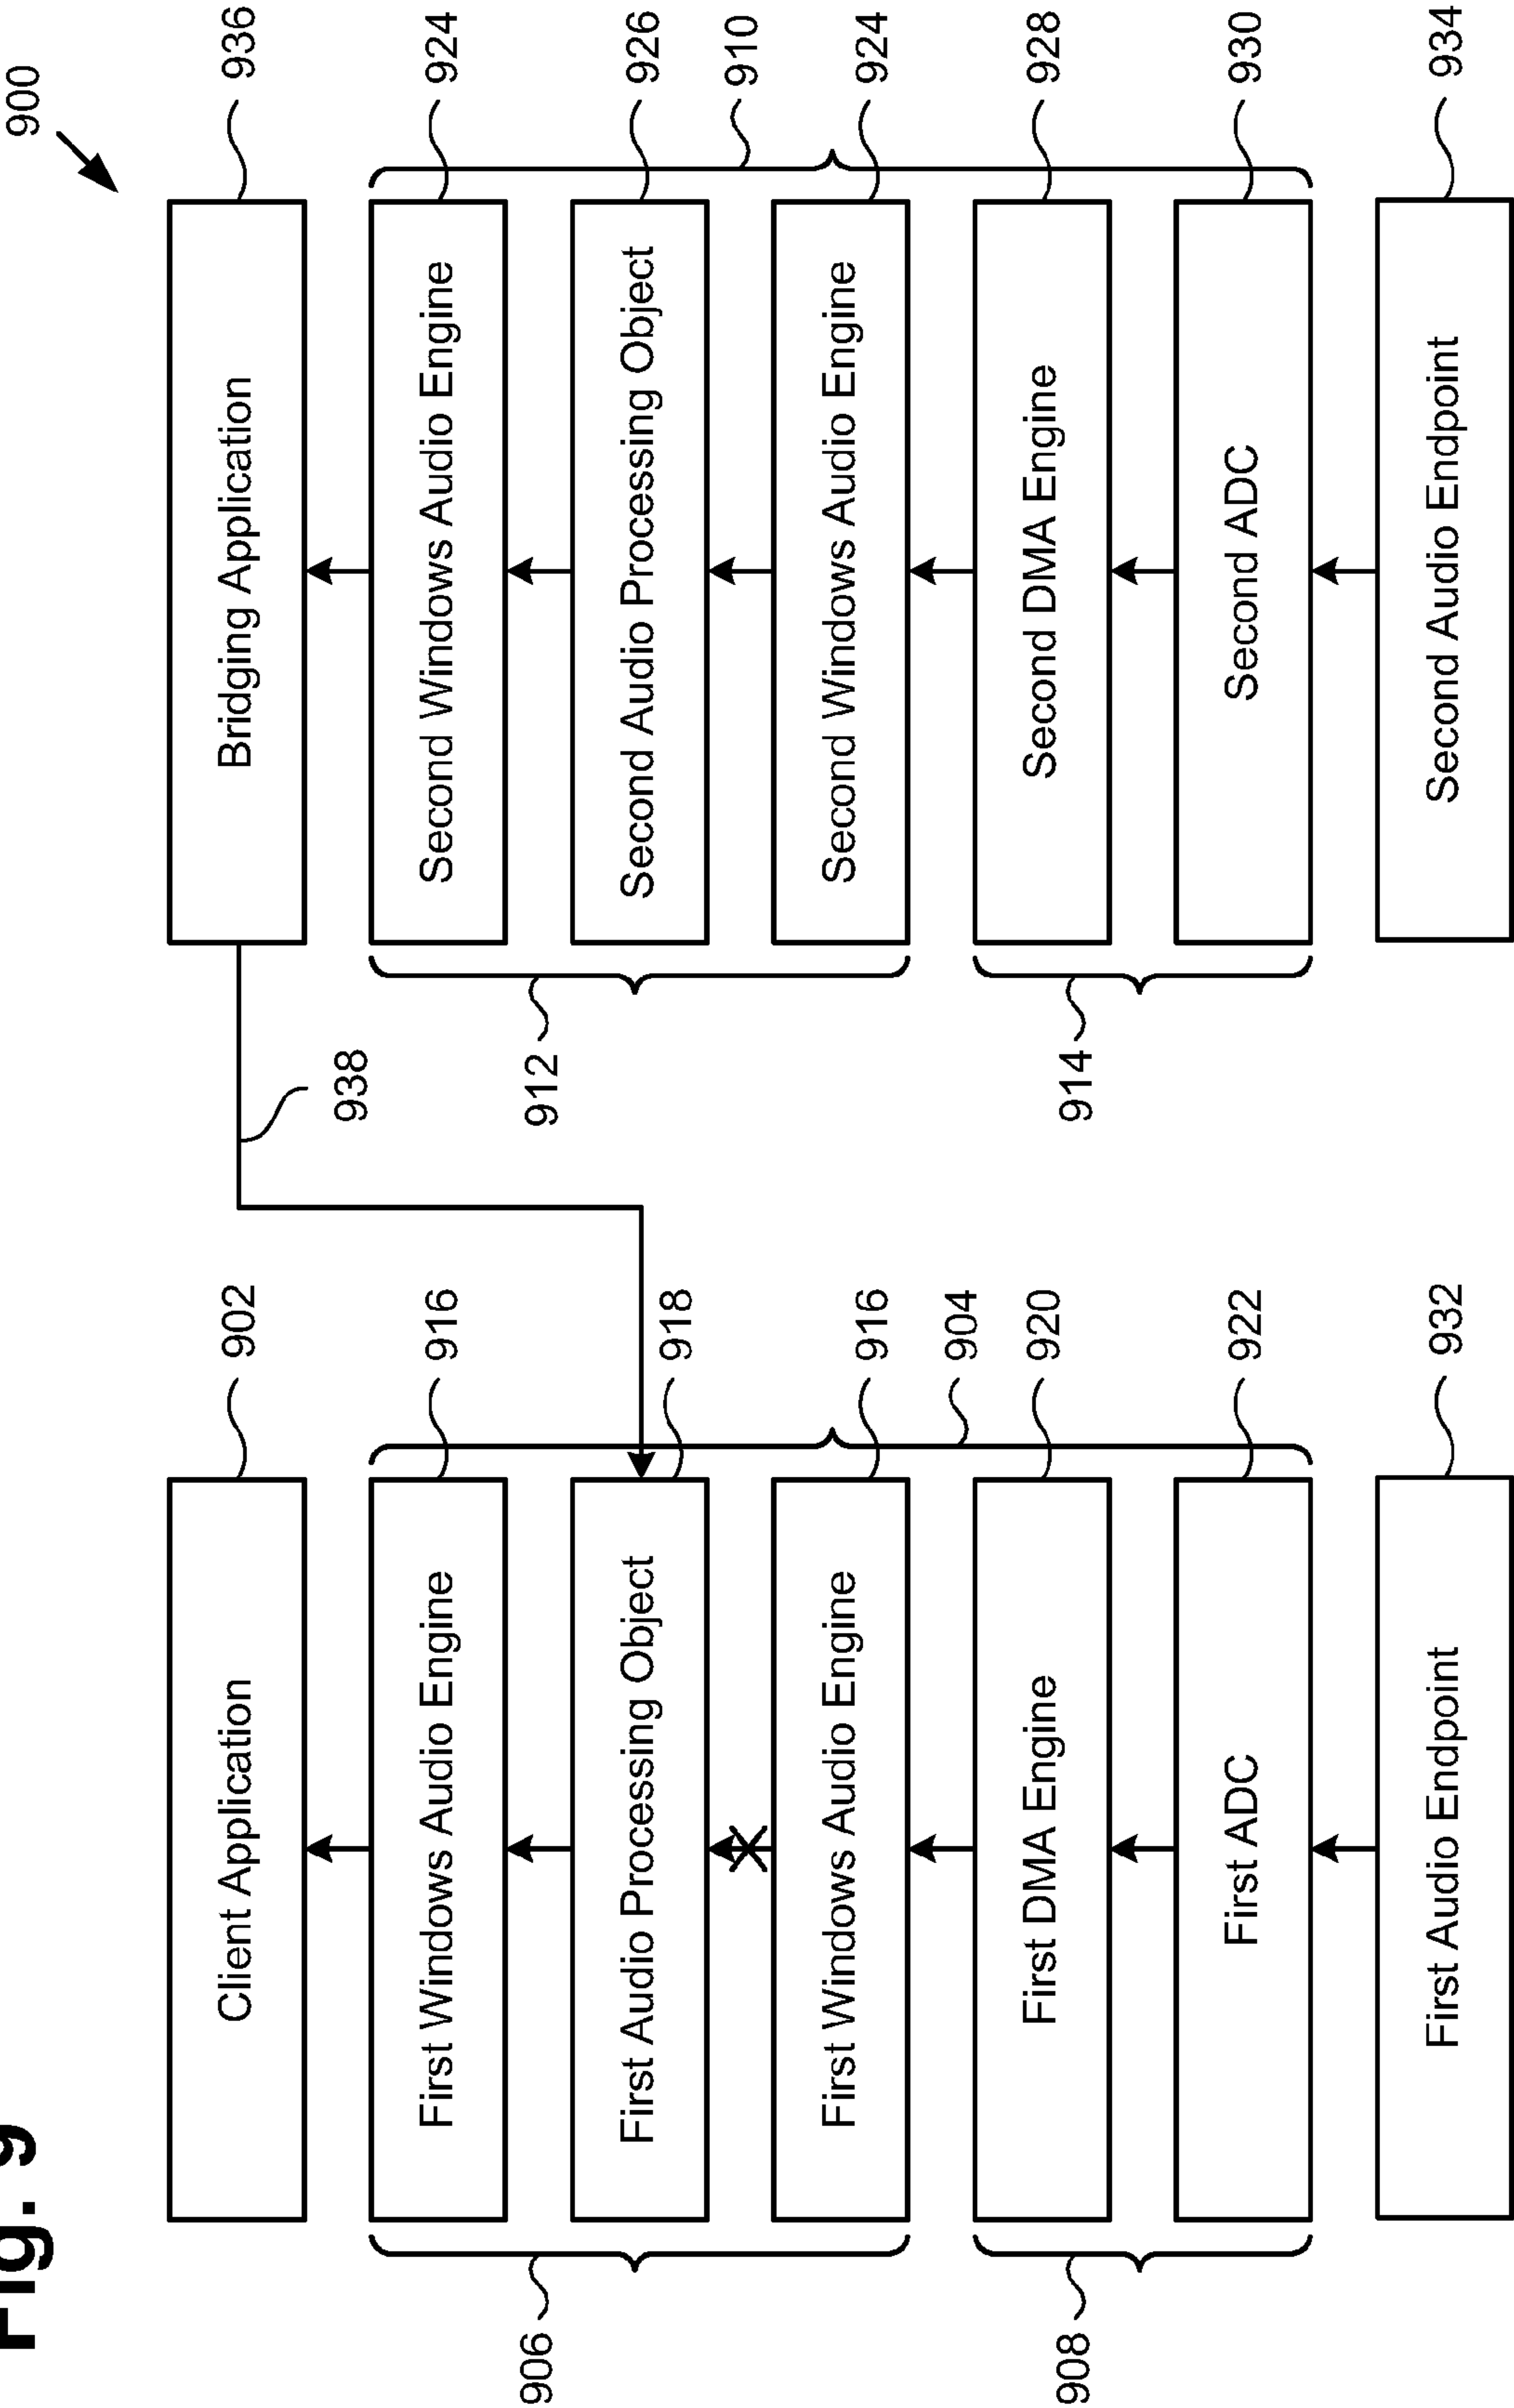 Fig. 9
900
Client Application
902
First Windows Audio Engine
916
First Audio Processing Object
918
First Windows Audio Engine
916
904
First DMA Engine
920
First ADC
922
First Audio Endpoint
932
906
908
938
Bridging Application
936
Second Windows Audio Engine
924
Second Audio Processing Object
926
910
Second Windows Audio Engine
924
Second DMA Engine
928
Second ADC
930
Second Audio Endpoint
934
912
914